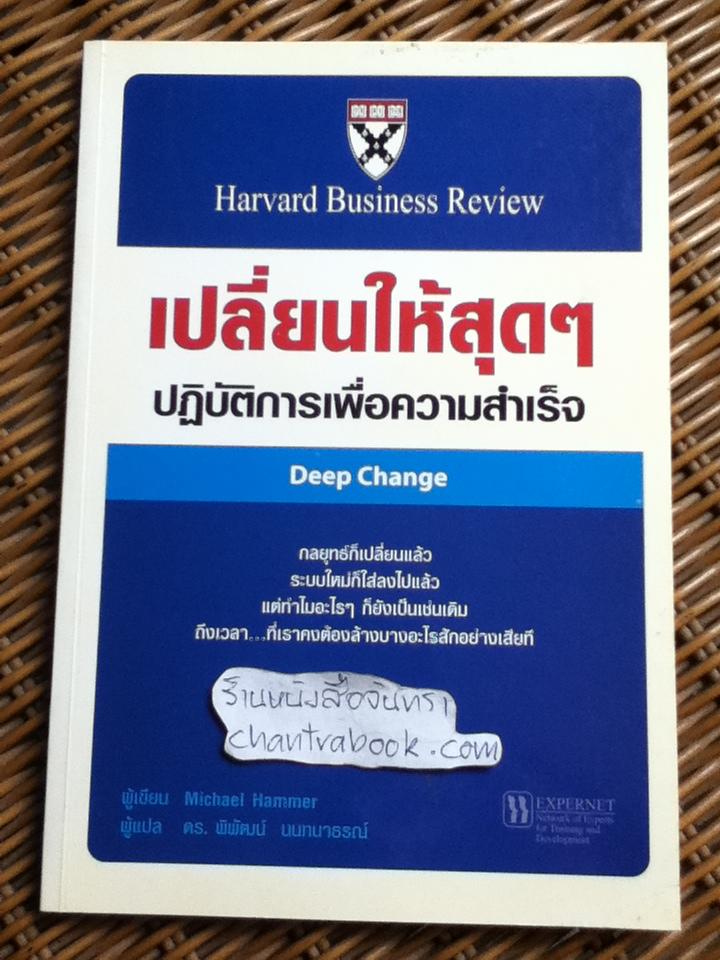 Harvard Business Review
เปลี่ยนให้สุดๆ
ปฏิบัติการเพื่อความสำเร็จ
Deep Change
กลยุทธ์ก็เปลี่ยนแล้ว
ระบบใหม่ก็ใส่ลงไปแล้ว
แต่ทำไมอะไรๆ ก็ยังเป็นเช่นเดิม
ถึงเวลา...ที่เราคงต้องล้างบางอะไรสักอย่างเสียที
ร้านหนังสือจันทรา
chantrabook.com
ผู้เขียน Michael Hammer
ผู้แปล ดร. พิพัฒน์ นนทนาธรณ์
EXPERNET
Network of Experts
for Training and
Development